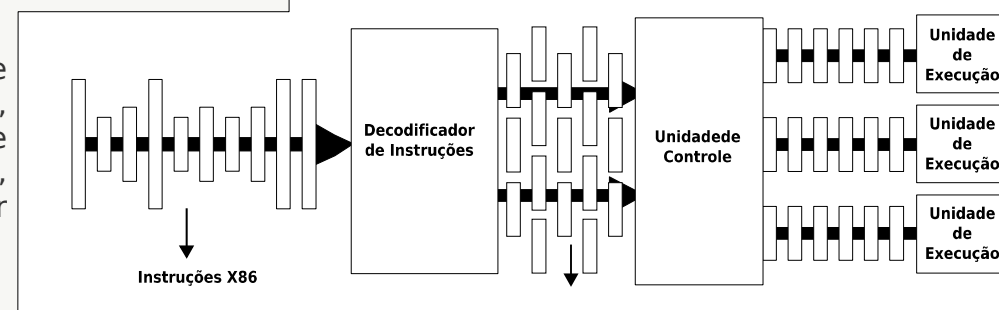 e
,
e
,
r
Decodificador
de Instruções
Instruções X86
Unidadede
Controle
Unidade
de
Execução
Unidade
de
Execução
Unidade
de
Execução